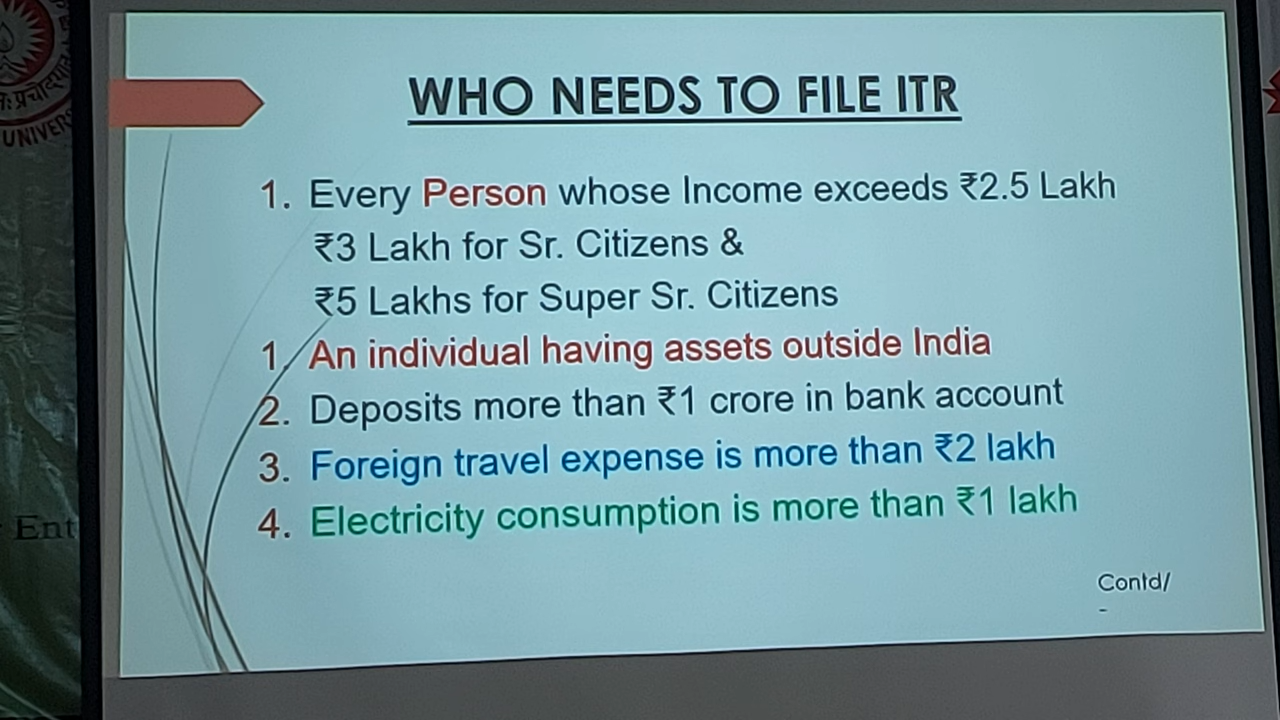 WHO NEEDS TO FILE ITR
1. Every Person whose Income exceeds ₹2.5 Lakh
₹3 Lakh for Sr. Citizens &
₹5 Lakhs for Super Sr. Citizens
1. An individual having assets outside India
2. Deposits more than ₹1 crore in bank account
3. Foreign travel expense is more than ₹2 lakh
4. Electricity consumption is more than ₹1 lakh
Contd/
-
Ent